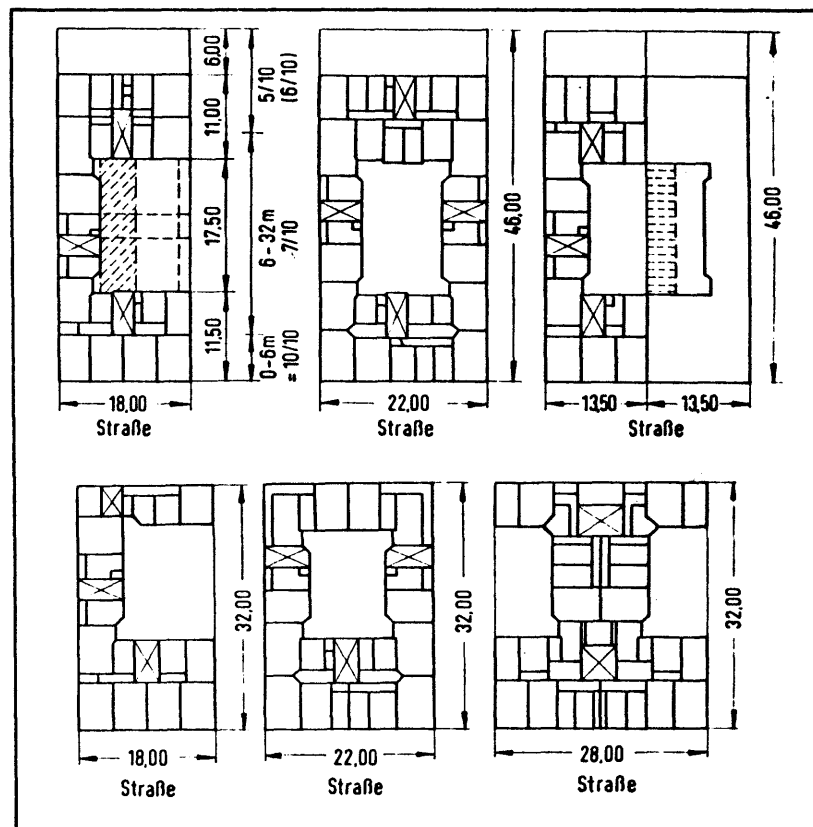 6,00
11,00
17,50
11,50
5/10
(6/10)
6 - 32m
7/10
0-6m
= 10/10
18,00
Straße
46,00
22,00
Straße
46,00
13,50
13,50
Straße
32,00
18,00
Straße
32,00
22,00
Straße
32,00
28,00
Straße